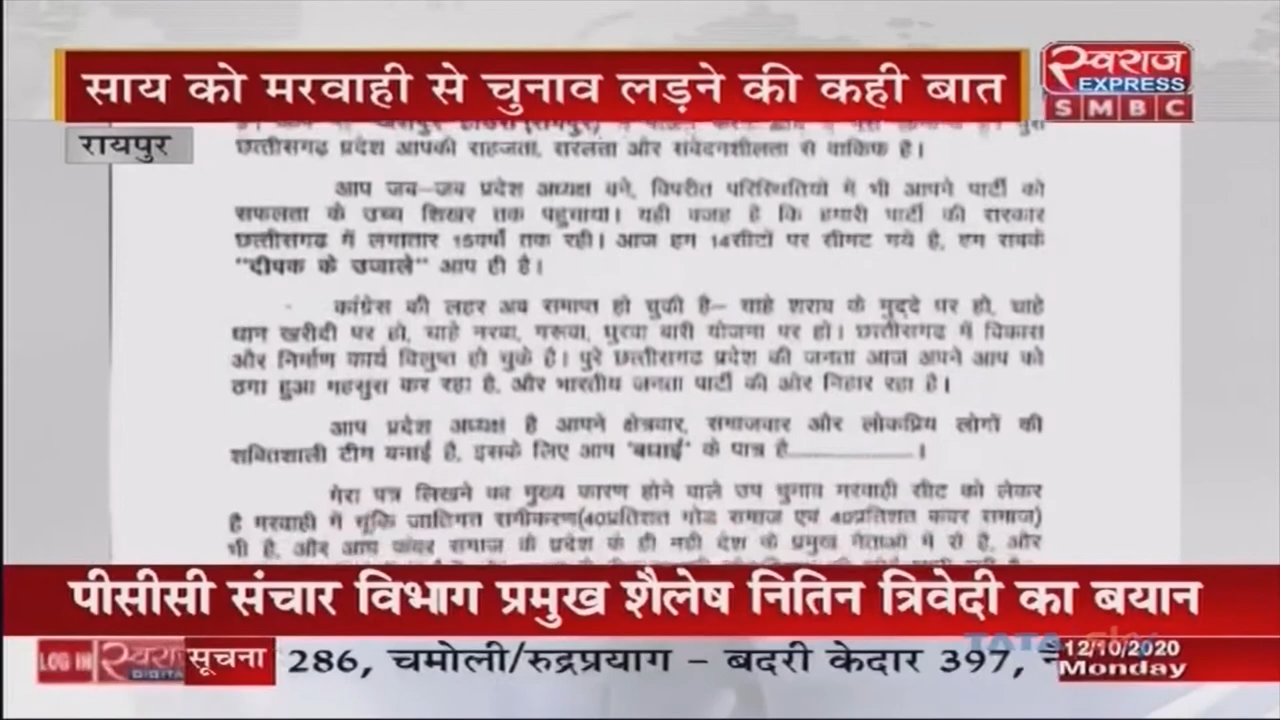 साय को मरवाही से चुनाव लड़ने की कही बात
स्वराज
EXPRESS
SMBC
रायपुर
छत्तीसगढ़ प्रदेश आपकी सहजता, सरलता और संवेदनशीलता से वाकिफ है।
आप जब–जब प्रदेश अध्यक्ष बने, विपरीत परिस्थितियों में भी आपने पार्टी को
सफलता के उच्च शिखर तक पहुचाया। यही वजह है कि हमारी पार्टी की सरकार
छत्तीसगढ में लगातार 15वर्षो तक रही। आज हम 14सीटों पर सीमट गये है, हम सबके
"दीपक के उजाले" आप ही है।
कांग्रेस की लहर अब समाप्त हो चुकी है– चाहे शराब के मुद्दे पर हो, चाहे
धान खरीदी पर हो, चाहे नरवा, गरूवा, घुरवा बारी योजना पर हो। छत्तीसगढ में विकास
और निर्माण कार्य विलुप्त हो चुके है। पुरे छत्तीसगढ प्रदेश की जनता आज अपने आप को
ठगा हुआ महसुस कर रहा है, और भारतीय जनता पार्टी की ओर निहार रहा है।
आप प्रदेश अध्यक्ष है आपने क्षेत्रवार, समाजवार और लोकप्रिय लोगों की
शक्तिशाली टीम बनाई है, इसके लिए आप "बधाई" के पात्र है________।
मेरा पत्र लिखने का मुख्य कारण होने वाले उप चुनाव मरवाही सीट को लेकर
है मरवाही में चूंकि जातिगत समीकरण(40प्रतिशत गोड समाज एवं 40प्रतिशत कवर समाज)
भी है, और आप कंवर समाज के प्रदेश के ही नही देश के प्रमुख नेताओं में से है, और
पीसीसी संचार विभाग प्रमुख शैलेष नितिन त्रिवेदी का बयान
TATA sky
LOG IN स्वराज DIGITAL सूचना 286, चमोली/रुद्रप्रयाग – बदरी केदार 397,
12/10/2020
Monday